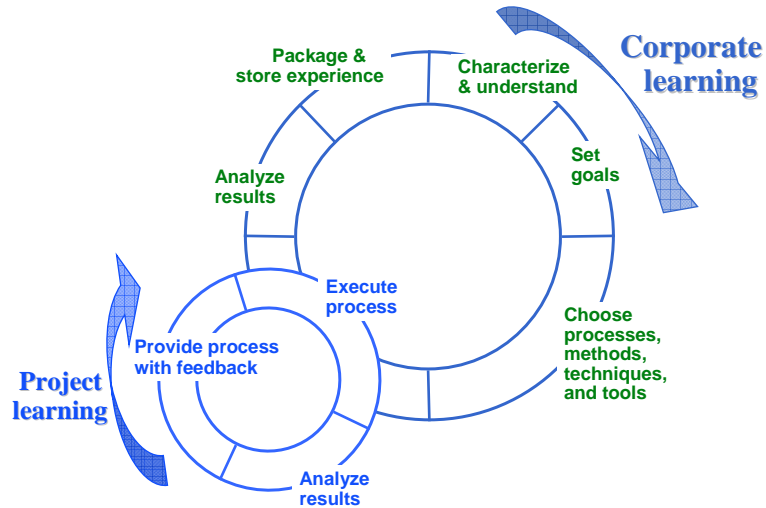 Corporate
learning
Package &
store experience
Characterize
& understand
Set
goals
Analyze
results
Execute
process
Choose
processes,
methods,
techniques,
and tools
Provide process
with feedback
Project
learning
Analyze
results